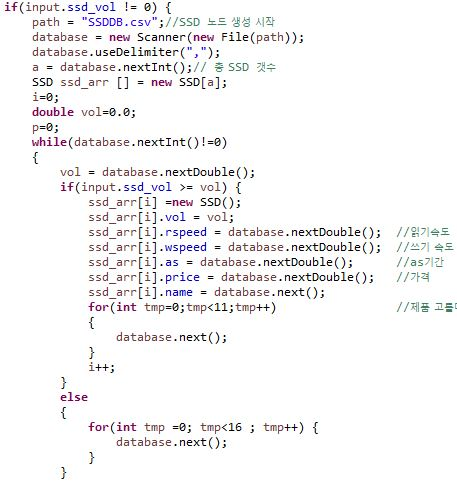 if(input.ssd_vol != 0) {
path = "SSDDB.csv";//SSD 노드 생성 시작
database = new Scanner(new File(path));
database.useDelimiter(",");
a = database.nextInt();// 총 SSD 갯수
SSD ssd_arr [] = new SSD[a];
i=0;
double vol=0.0;
p=0;
while(database.nextInt()!=0)
{
vol = database.nextDouble();
if(input.ssd_vol >= vol) {
ssd_arr[i] =new SSD();
ssd_arr[i].vol = vol;
ssd_arr[i].rspeed = database.nextDouble(); //읽기속도
ssd_arr[i].wspeed = database.nextDouble(); //쓰기 속도
ssd_arr[i].as = database.nextDouble(); //as기간
ssd_arr[i].price = database.nextDouble(); //가격
ssd_arr[i].name = database.next();
for(int tmp=0;tmp<11;tmp++) //제품 고를
{
database.next();
}
i++;
}
else
{
for(int tmp =0; tmp<16 ; tmp++) {
database.next();
}
}